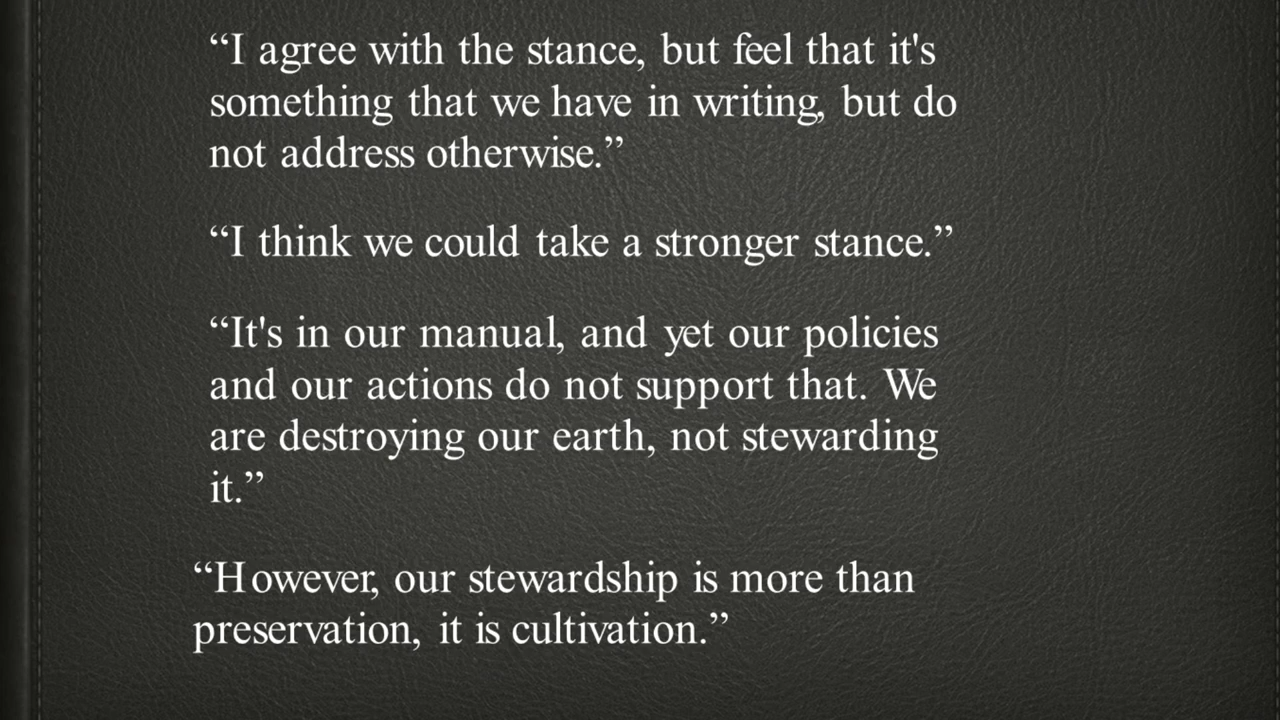 “I agree with the stance, but feel that it's
something that we have in writing, but do
not address otherwise.”
“I think we could take a stronger stance.”
“It's in our manual, and yet our policies
and our actions do not support that. We
are destroying our earth, not stewarding
it.”
“However, our stewardship is more than
preservation, it is cultivation.”